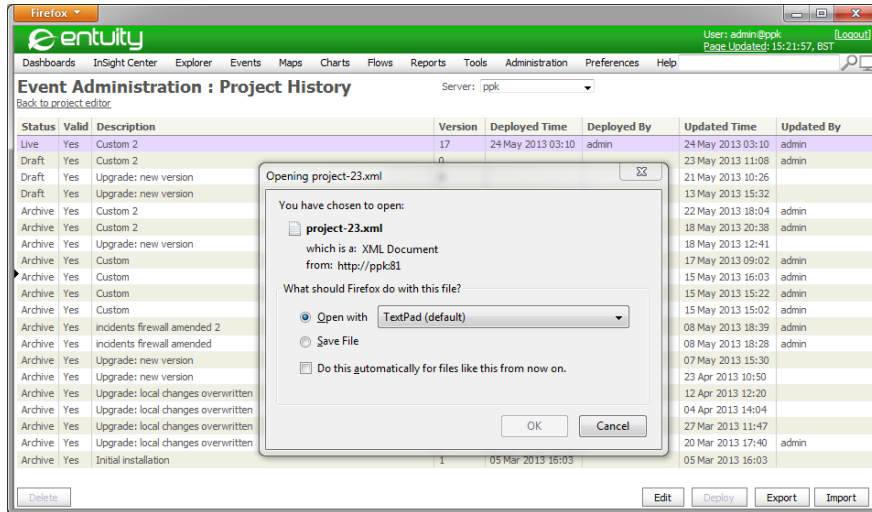 Firefox
entuity
User: admin@ppk [Logout]
Page Updated: 15:21:57, BST
Dashboards InSight Center Explorer Events Maps Charts Flows Reports Tools Administration Preferences Help
Event Administration : Project History Server: ppk
Back to project editor
Status Valid Description Version Deployed Time Deployed By Updated Time Updated By
Live Yes Custom 2 17 24 May 2013 03:10 admin 24 May 2013 03:10 admin
Draft Yes Custom 2 0 23 May 2013 11:08 admin
Draft Yes Upgrade: new version 21 May 2013 10:26
Draft Yes Upgrade: new version 13 May 2013 15:32
Archive Yes Custom 2 22 May 2013 18:04 admin
Archive Yes Custom 2 18 May 2013 20:38 admin
Archive Yes Upgrade: new version 18 May 2013 12:41
Archive Yes Custom 17 May 2013 09:02 admin
Archive Yes Custom 15 May 2013 16:03 admin
Archive Yes Custom 15 May 2013 15:22 admin
Archive Yes Custom 15 May 2013 15:02 admin
Archive Yes incidents firewall amended 2 08 May 2013 18:39 admin
Archive Yes incidents firewall amended 08 May 2013 18:28 admin
Archive Yes Upgrade: new version 07 May 2013 15:30
Archive Yes Upgrade: new version 23 Apr 2013 10:50
Archive Yes Upgrade: local changes overwritten 12 Apr 2013 12:20
Archive Yes Upgrade: local changes overwritten 04 Apr 2013 14:04
Archive Yes Upgrade: local changes overwritten 27 Mar 2013 11:47
Archive Yes Upgrade: local changes overwritten 20 Mar 2013 17:40 admin
Archive Yes Initial installation 1 05 Mar 2013 16:03 05 Mar 2013 16:03
Opening project-23.xml
You have chosen to open:
project-23.xml
which is a: XML Document
from: http://ppk:81
What should Firefox do with this file?
Open with TextPad (default)
Save File
Do this automatically for files like this from now on.
OK Cancel
Delete Edit Deploy Export Import